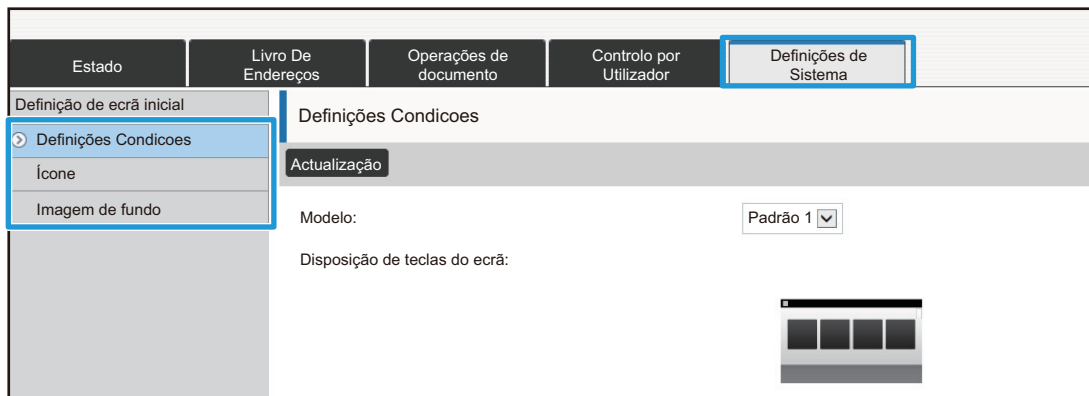 Estado
Livro De
Endereços
Operações de
documento
Controlo por
Utilizador
Definições de
Sistema
Definição de ecrã inicial
Definições Condicoes
Ícone
Imagem de fundo
Definições Condicoes
Actualização
Modelo:
Padrão 1
Disposição de teclas do ecrã: